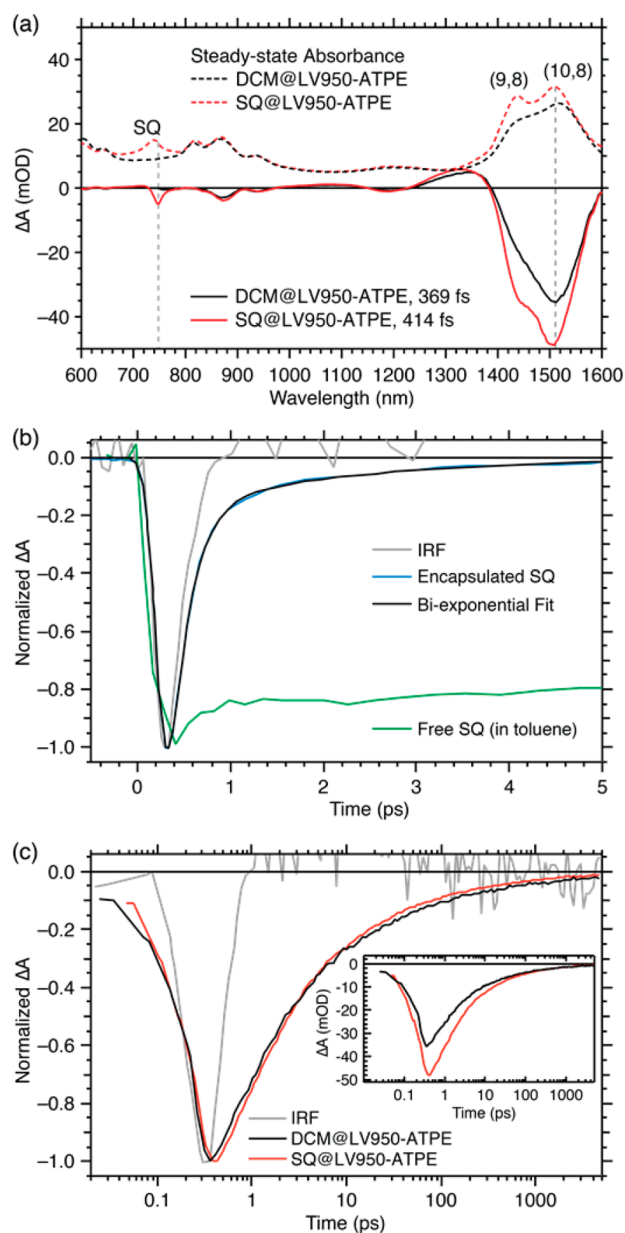 (a)
40
20
0
−20
−40
ΔA (mOD)
Steady-state Absorbance
DCM@LV950-ATPE
SQ@LV950-ATPE
SQ
(9,8)
(10,8)
DCM@LV950-ATPE, 369 fs
SQ@LV950-ATPE, 414 fs
600 700 800 900 1000 1100 1200 1300 1400 1500 1600
Wavelength (nm)
(b)
0.0
−0.2
−0.4
−0.6
−0.8
−1.0
Normalized ΔA
IRF
Encapsulated SQ
Bi-exponential Fit
Free SQ (in toluene)
0 1 2 3 4 5
Time (ps)
(c)
0.0
−0.2
−0.4
−0.6
−0.8
−1.0
Normalized ΔA
0
-10
-20
-30
-40
-50
ΔA (mOD)
0.1 1 10 100 1000
Time (ps)
IRF
DCM@LV950-ATPE
SQ@LV950-ATPE
0.1 1 10 100 1000
Time (ps)